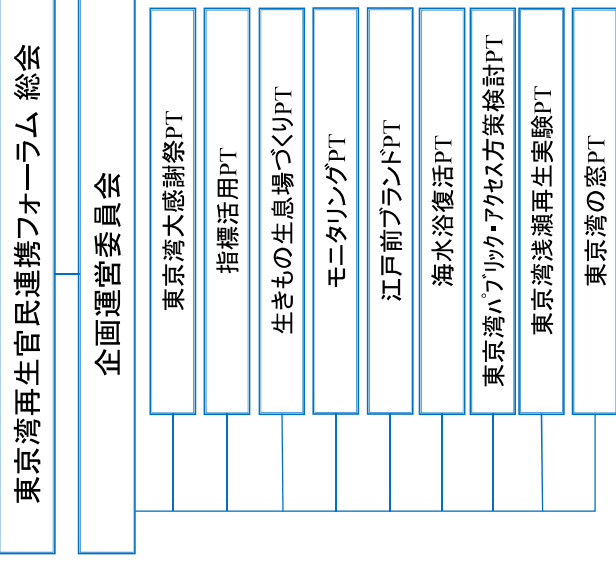 東京湾再生官民連携フォーラム 総会
企画運営委員会
東京湾大感謝祭PT
指標活用PT
生きもの生息場づくりPT
モニタリングPT
江戸前ブランドPT
海水浴復活PT
東京湾パブリック・アクセス方策検討PT
東京湾浅瀬再生実験PT
東京湾の窓PT